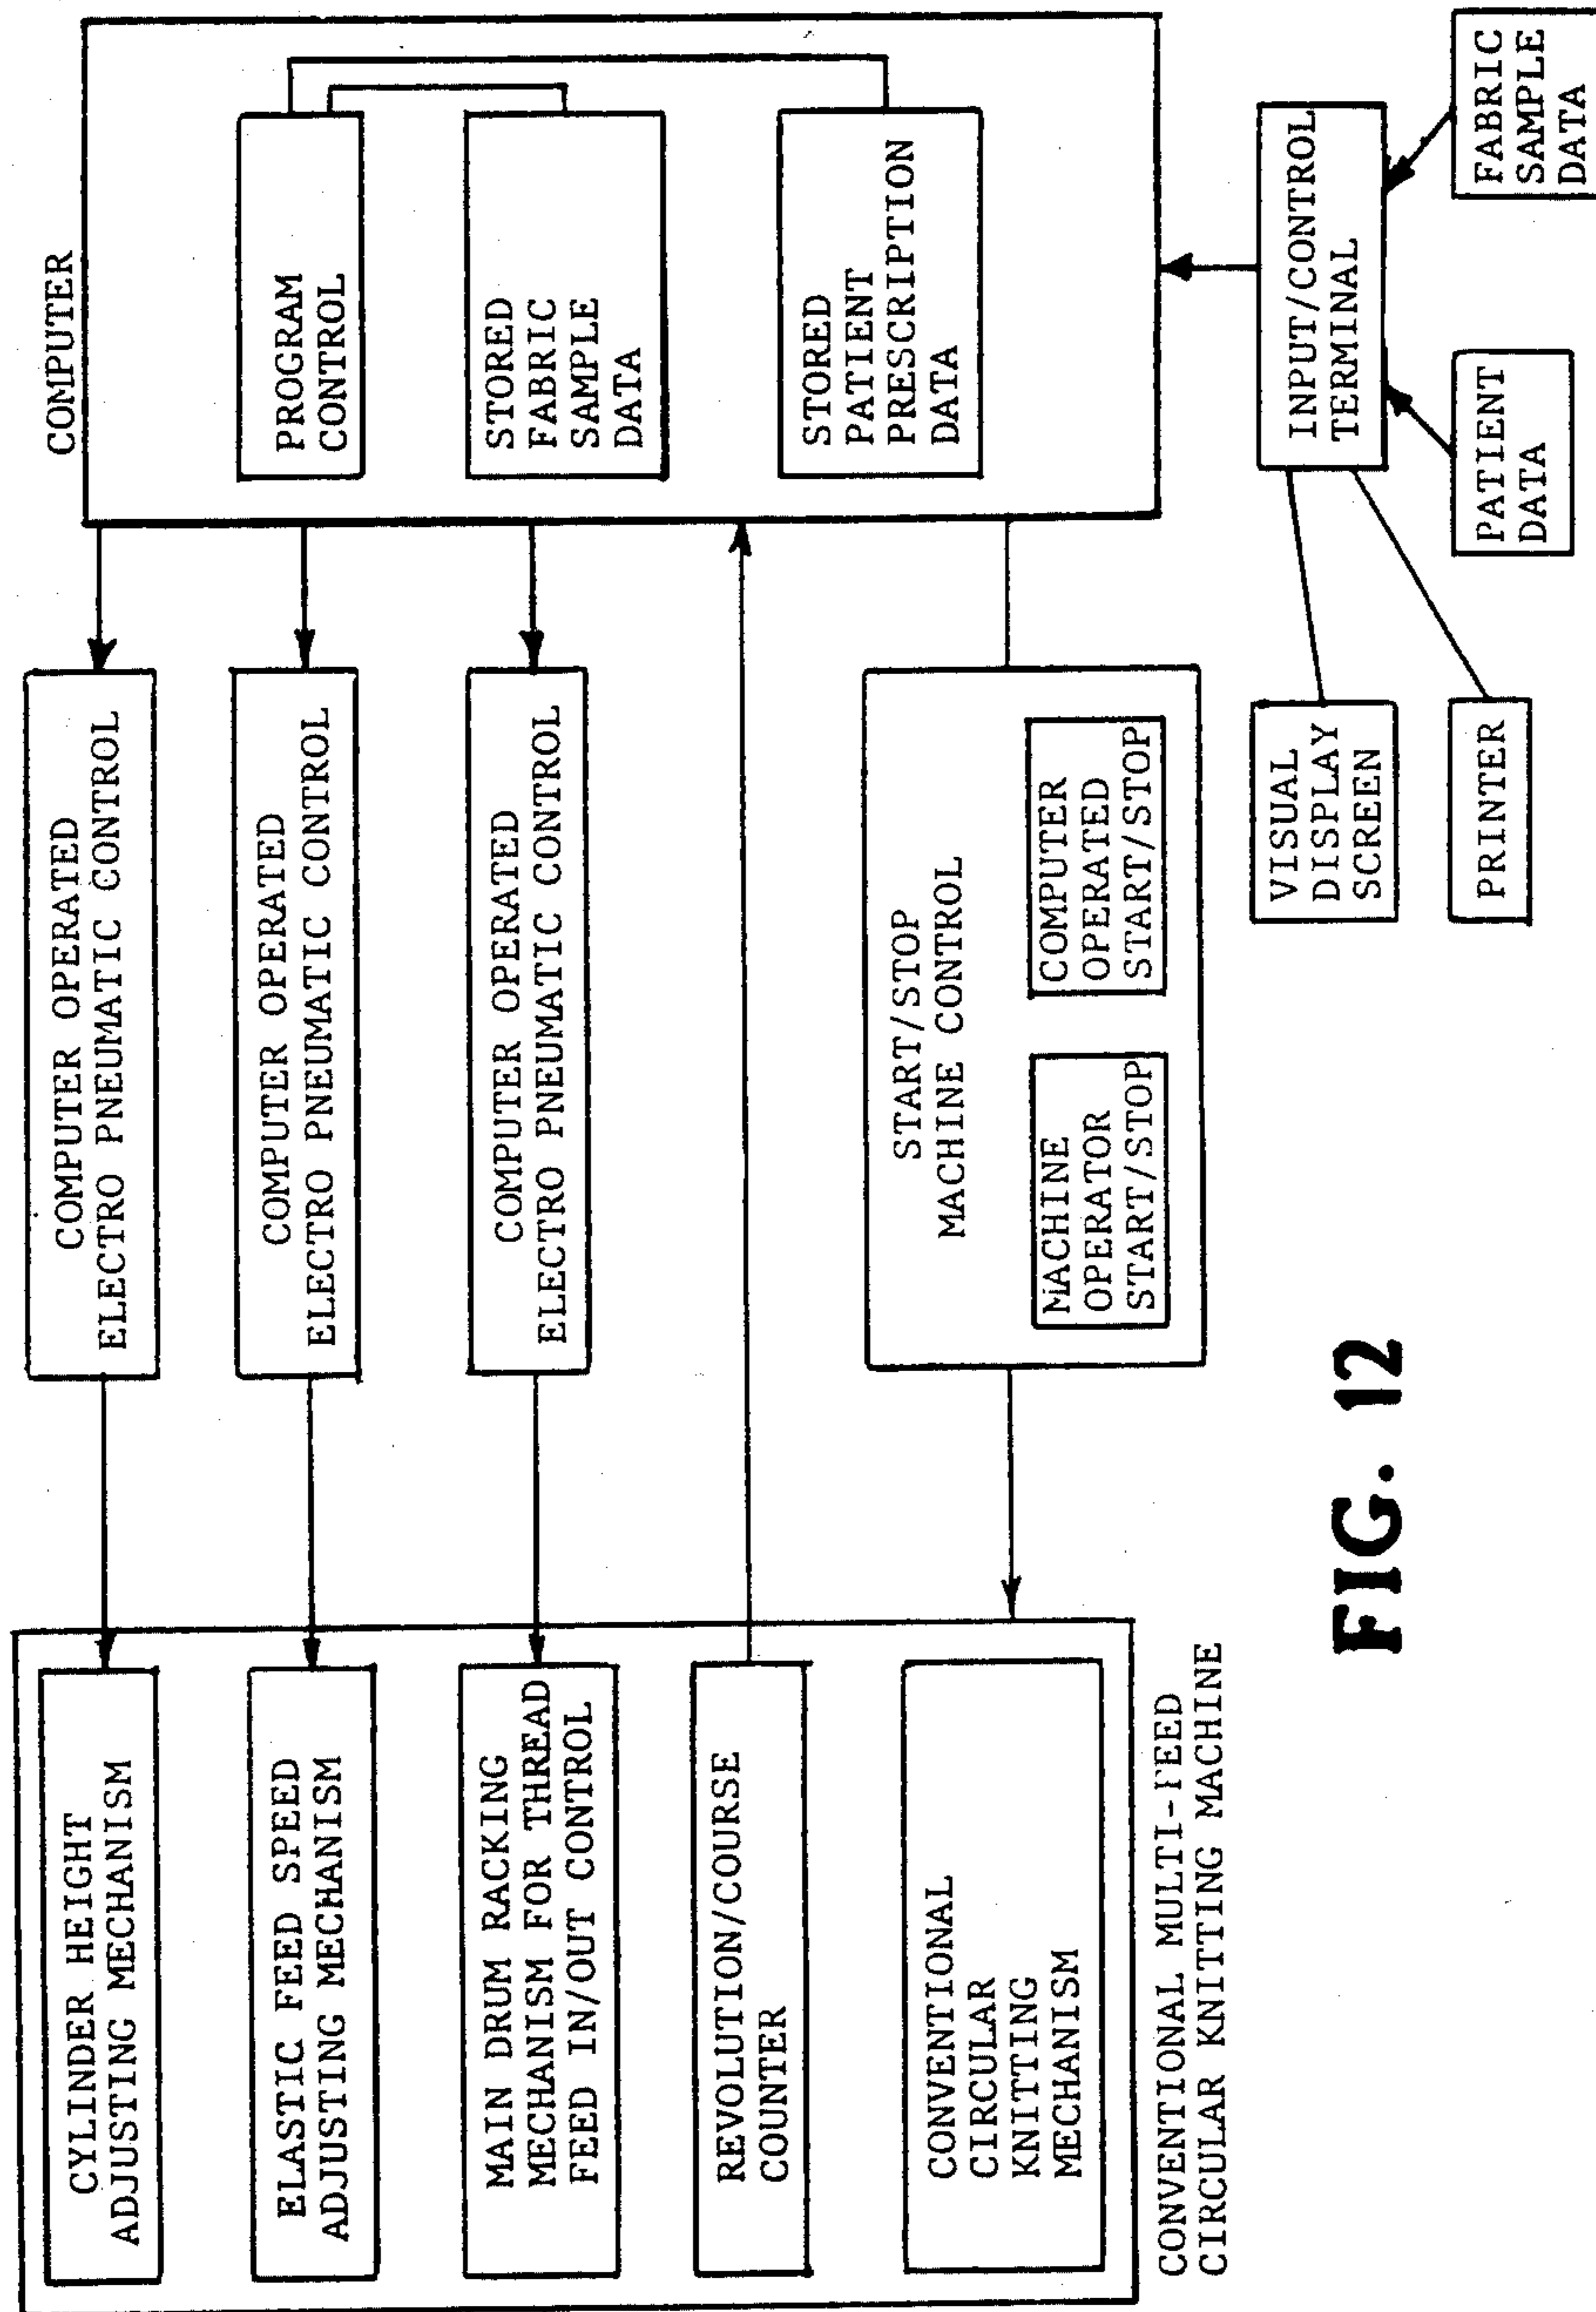 CYLINDER HEIGHT
ADJUSTING MECHANISM
ELASTIC FEED SPEED
ADJUSTING MECHANISM
MAIN DRUM RACKING
MECHANISM FOR THREAD
FEED IN/OUT CONTROL
REVOLUTION/COURSE
COUNTER
CONVENTIONAL
CIRCULAR
KNITTING
MECHANISM
CONVENTIONAL MULTI-FEED
CIRCULAR KNITTING MACHINE
COMPUTER OPERATED
ELECTRO PNEUMATIC CONTROL
COMPUTER OPERATED
ELECTRO PNEUMATIC CONTROL
COMPUTER OPERATED
ELECTRO PNEUMATIC CONTROL
START/STOP
MACHINE CONTROL
MACHINE
OPERATOR
START/STOP
COMPUTER
OPERATED
START/STOP
COMPUTER
PROGRAM
CONTROL
STORED
FABRIC
SAMPLE
DATA
STORED
PATIENT
PRESCRIPTION
DATA
INPUT/CONTROL
TERMINAL
VISUAL
DISPLAY
SCREEN
PRINTER
PATIENT
DATA
FABRIC
SAMPLE
DATA
FIG. 12